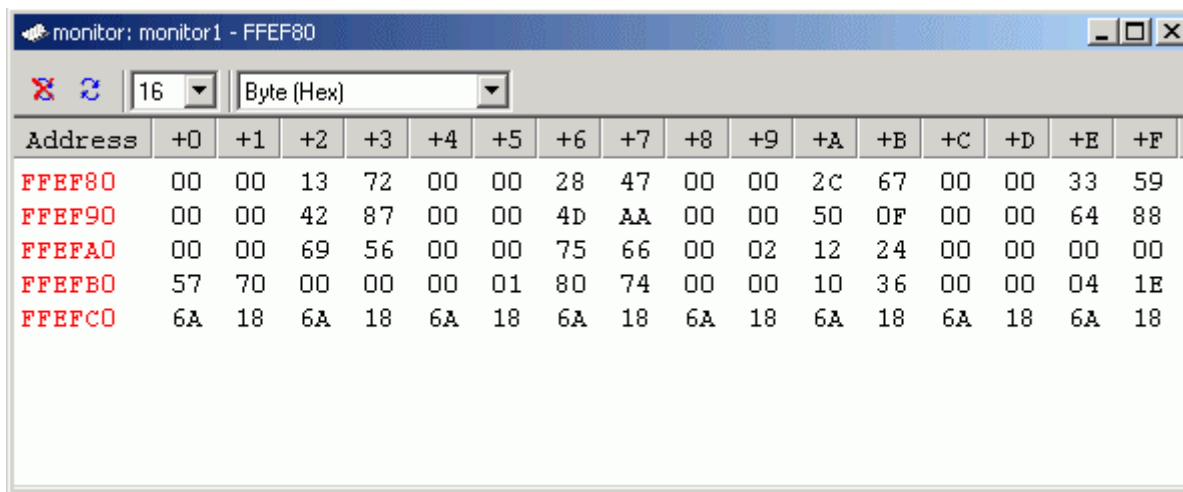 monitor: monitor1 - FFEF80
16 Byte (Hex)
Address +0 +1 +2 +3 +4 +5 +6 +7 +8 +9 +A +B +C +D +E +F
FFEF80 00 00 13 72 00 00 28 47 00 00 2C 67 00 00 33 59
FFEF90 00 00 42 87 00 00 4D AA 00 00 50 0F 00 00 64 88
FFEFA0 00 00 69 56 00 00 75 66 00 02 12 24 00 00 00 00
FFEFB0 57 70 00 00 00 01 80 74 00 00 10 36 00 00 04 1E
FFEFC0 6A 18 6A 18 6A 18 6A 18 6A 18 6A 18 6A 18 6A 18